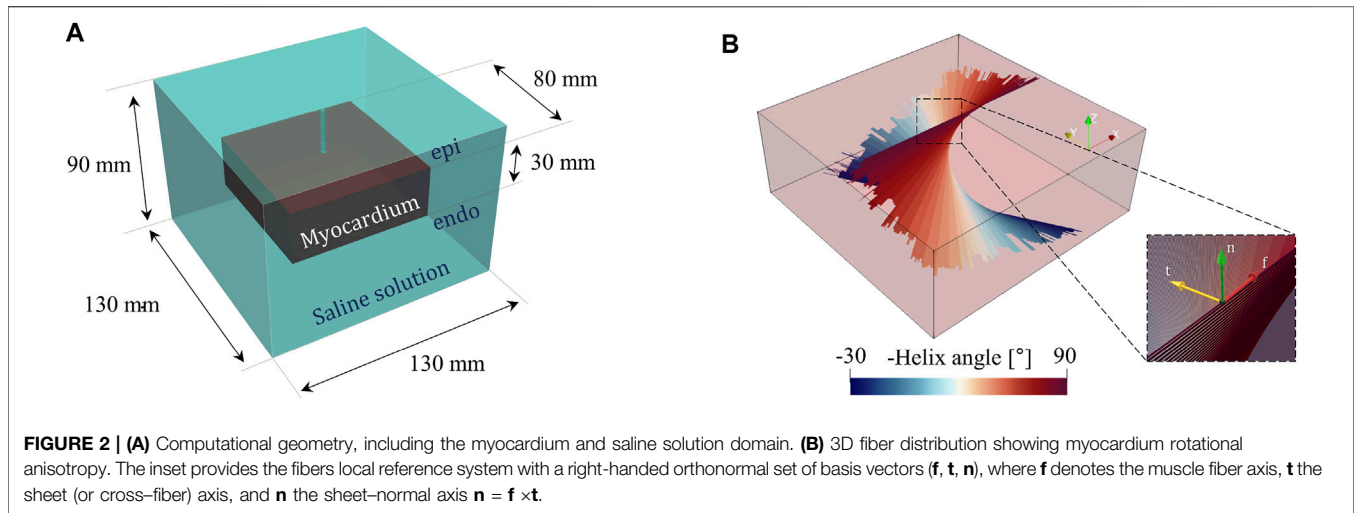 A
80 mm
90 mm
epi
30 mm
Myocardium
endo
Saline solution
130 mm
130 mm
B
Z
Y
X
n
t
f
-30 -Helix angle [°] 90
FIGURE 2 | (A) Computational geometry, including the myocardium and saline solution domain. (B) 3D fiber distribution showing myocardium rotational
anisotropy. The inset provides the fibers local reference system with a right-handed orthonormal set of basis vectors (f, t, n), where f denotes the muscle fiber axis, t the
sheet (or cross–fiber) axis, and n the sheet–normal axis n = f ×t.